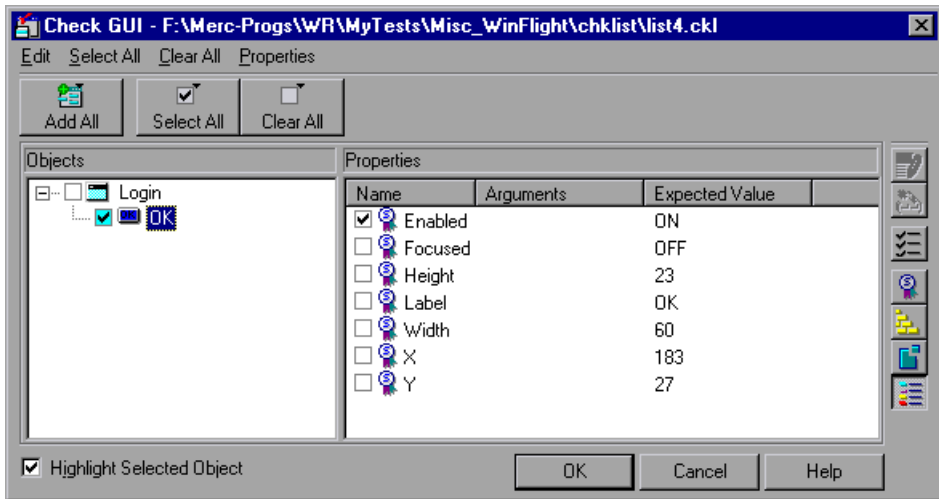 Check GUI - F:\Merc-Progs\WR\MyTests\Misc_WinFlight\chklist\list4.ckl
Edit Select All Clear All Properties
Add All Select All Clear All
Objects Properties
Login
OK
Name Arguments Expected Value
Enabled ON
Focused OFF
Height 23
Label OK
Width 60
X 183
Y 27
Highlight Selected Object
OK Cancel Help